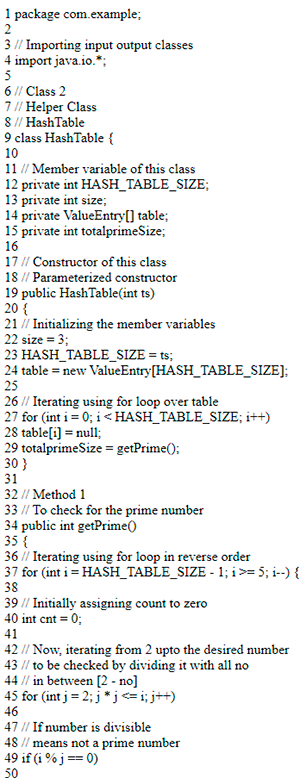 1 package com.example;
2
3 // Importing input output classes
4 import java.io.*;
5
6 // Class 2
7 // Helper Class
8 // HashTable
9 class HashTable {
10
11 // Member variable of this class
12 private int HASH_TABLE_SIZE;
13 private int size;
14 private ValueEntry[] table;
15 private int totalprimeSize;
16
17 // Constructor of this class
18 // Parameterized constructor
19 public HashTable(int ts)
20 {
21 // Initializing the member variables
22 size = 3;
23 HASH_TABLE_SIZE = ts;
24 table = new ValueEntry[HASH_TABLE_SIZE];
25
26 // Iterating using for loop over table
27 for (int i = 0; i < HASH_TABLE_SIZE; i++)
28 table[i] = null;
29 totalprimeSize = getPrime();
30 }
31
32 // Method 1
33 // To check for the prime number
34 public int getPrime()
35 {
36 // Iterating using for loop in reverse order
37 for (int i = HASH_TABLE_SIZE - 1; i >= 5; i--) {
38
39 // Initially assigning count to zero
40 int cnt = 0;
41
42 // Now, iterating from 2 upto the desired number
43 // to be checked by dividing it with all no
44 // in between [2 - no]
45 for (int j = 2; j * j <= i; j++)
46
47 // If number is divisible
48 // means not a prime number
49 if (i % j == 0)
50